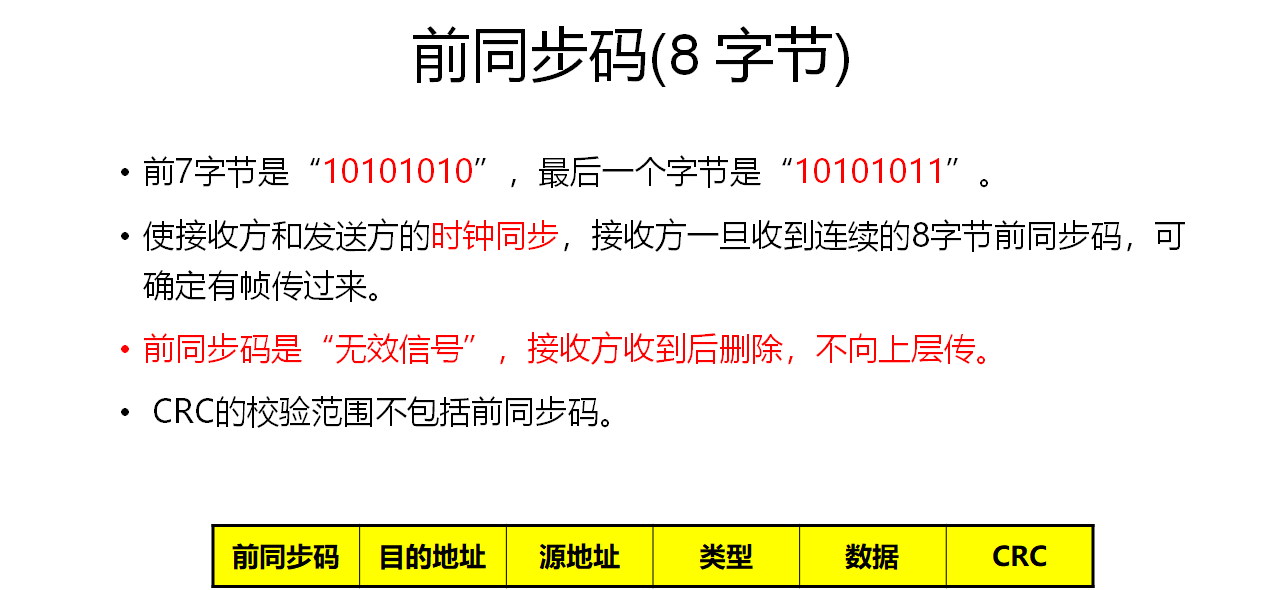 前同步码(8 字节)
• 前7字节是“10101010”，最后一个字节是“10101011”。
• 使接收方和发送方的时钟同步，接收方一旦收到连续的8字节前同步码，可
确定有帧传过来。
• 前同步码是“无效信号”，接收方收到后删除，不向上层传。
• CRC的校验范围不包括前同步码。
前同步码 目的地址 源地址 类型 数据 CRC